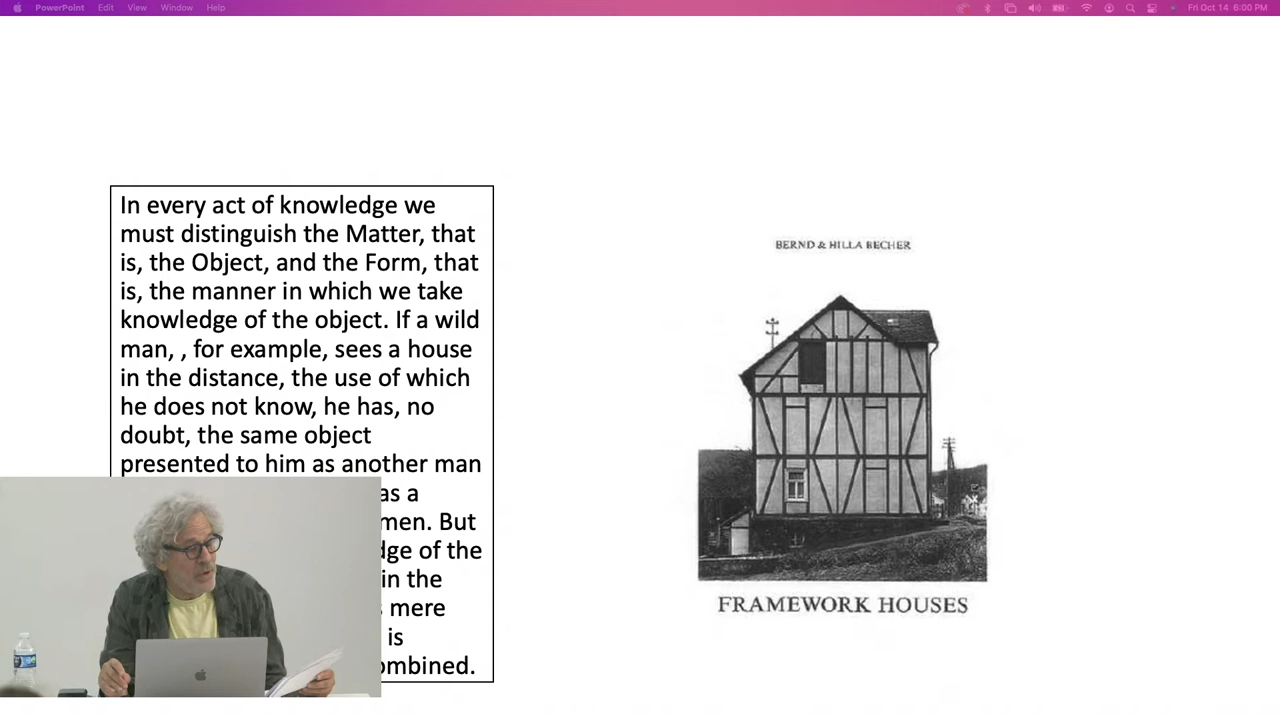 PowerPoint Edit View Window Help
Fri Oct 14 6:00 PM
In every act of knowledge we
must distinguish the Matter, that
is, the Object, and the Form, that
is, the manner in which we take
knowledge of the object. If a wild
man, , for example, sees a house
in the distance, the use of which
he does not know, he has, no
doubt, the same object
presented to him as another man
as a
men. But
of the
in the
mere
is
BERND & HILLA BECHER
FRAMEWORK HOUSES